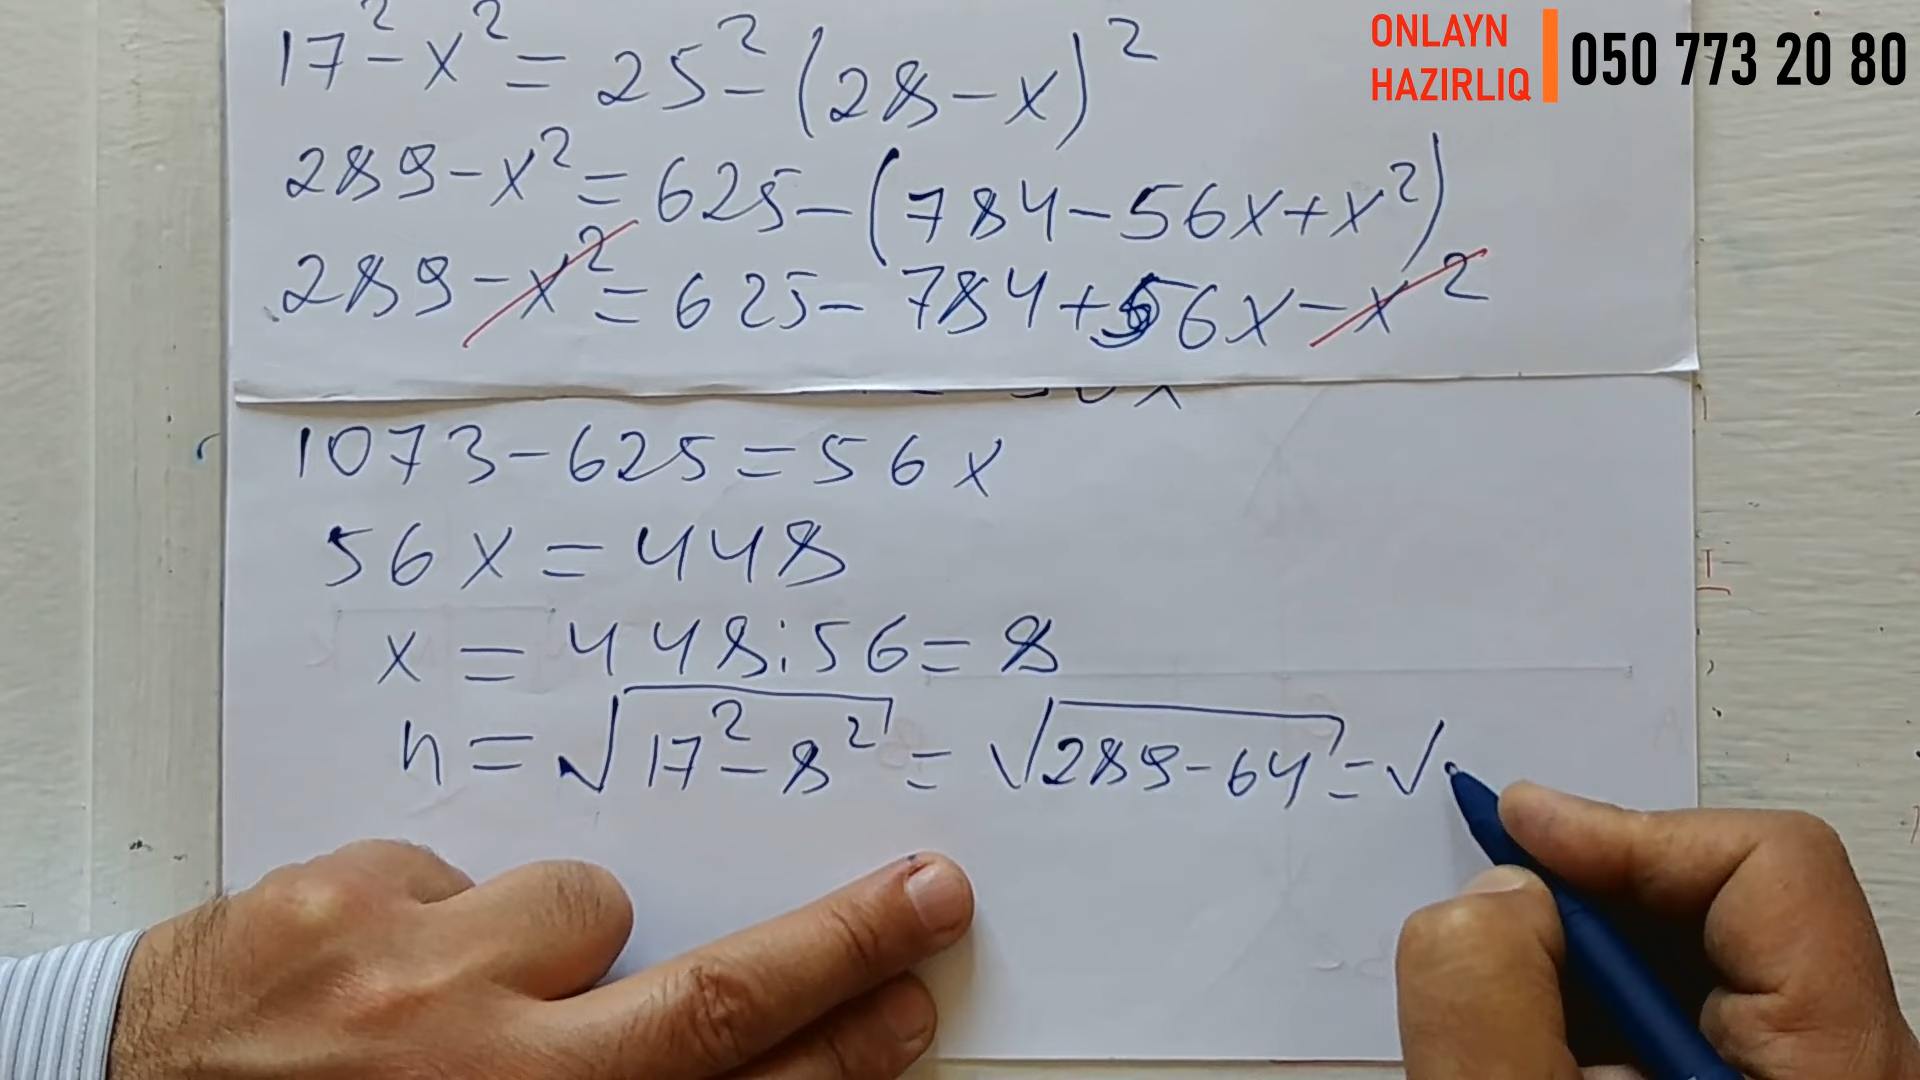 ONLAYN
HAZIRLIQ
050 773 20 80
17² - x² = 25² - (28 - x)²
289 - x² = 625 - (784 - 56x + x²)
289 - x² = 625 - 784 + 56x - x²
1073 - 625 = 56x
56x = 448
x = 448:56 = 8
h = √17² - 8² = √289 - 64 = √